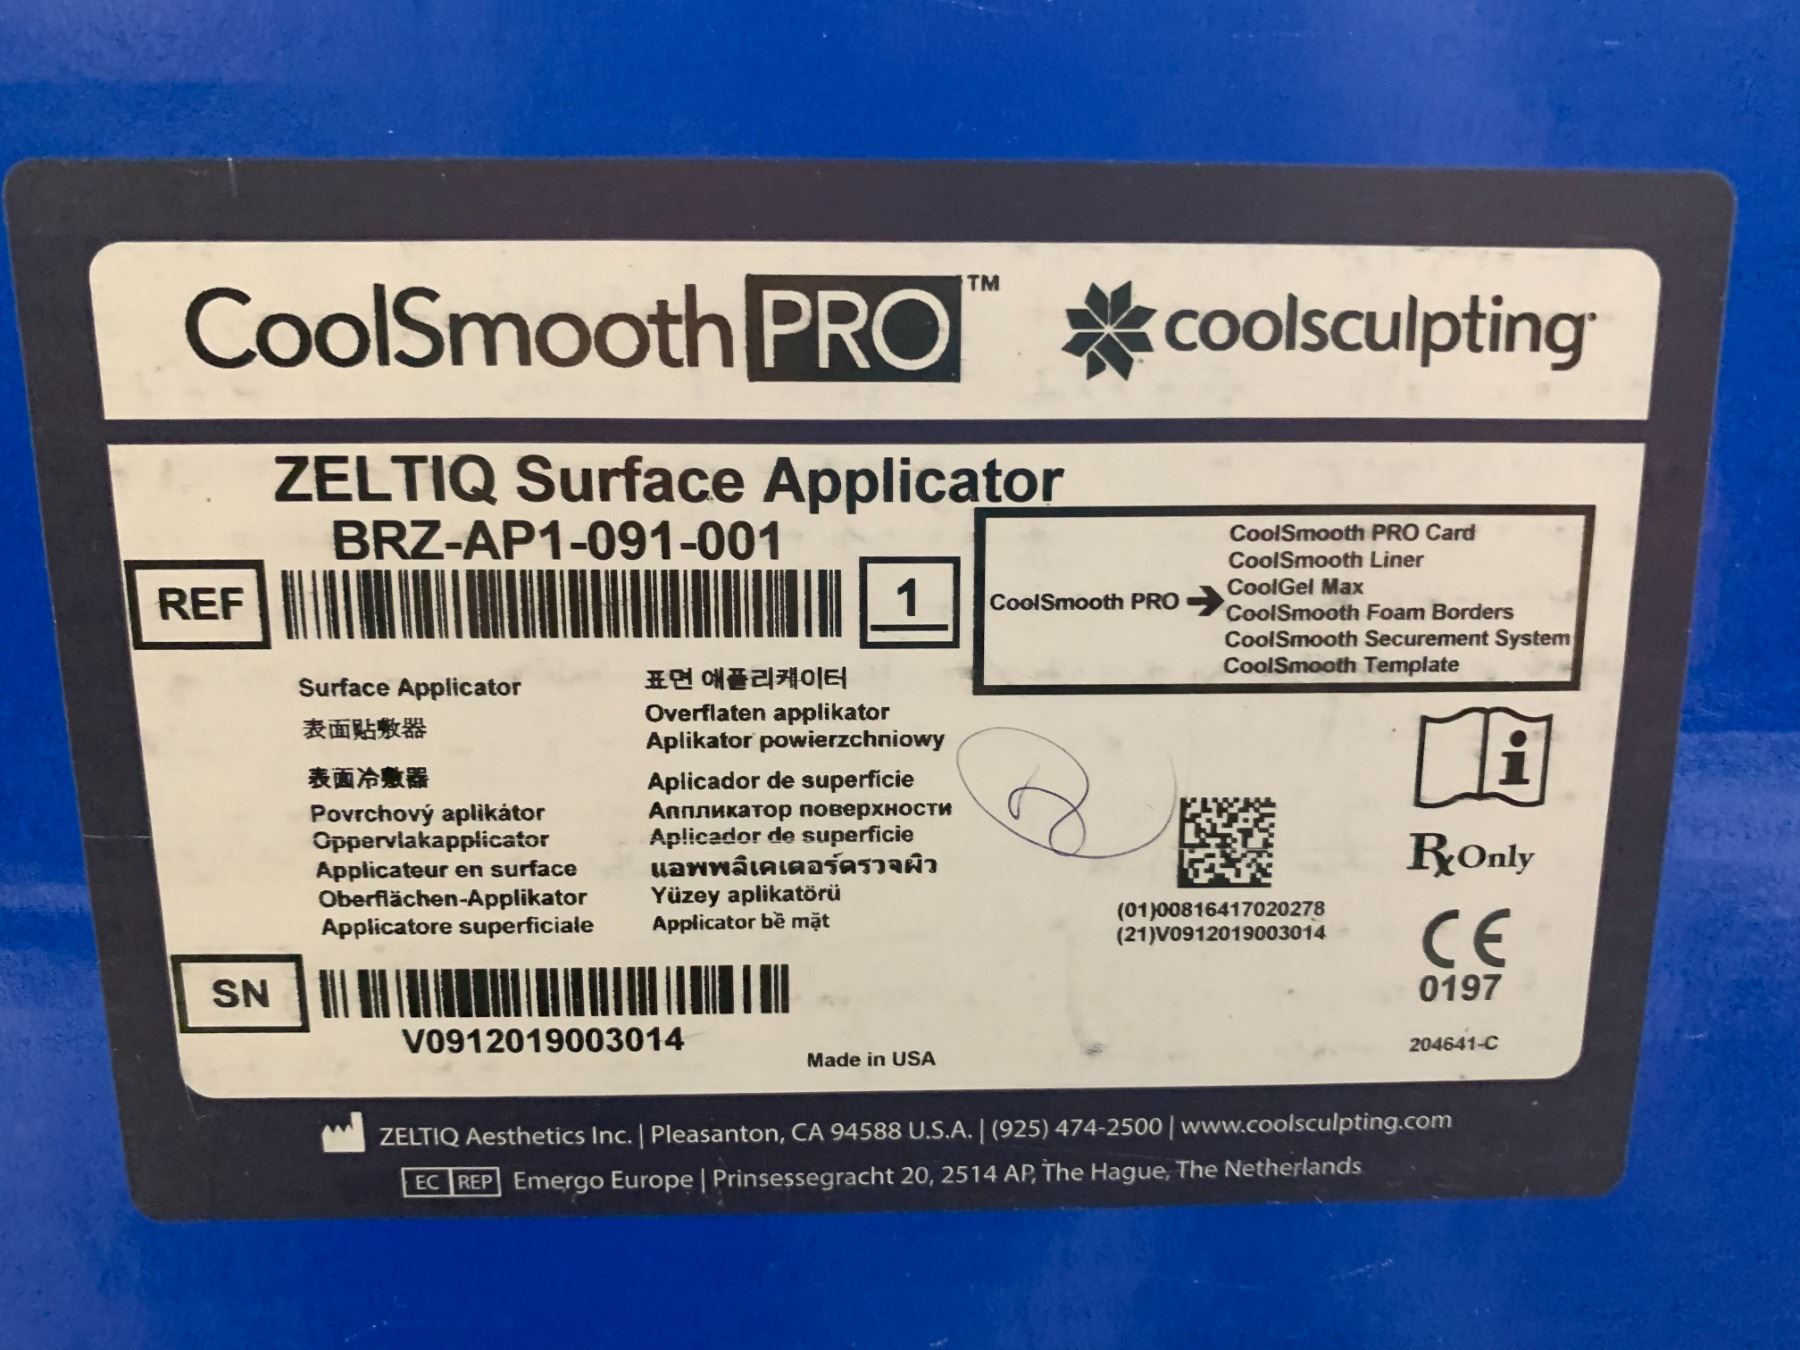 CoolSmooth PRO™
coolsculpting
ZELTIQ Surface Applicator
BRZ-AP1-091-001
REF
1
CoolSmooth PRO
CoolSmooth PRO Card
CoolSmooth Liner
CoolGel Max
CoolSmooth Foam Borders
CoolSmooth Securement System
CoolSmooth Template
Surface Applicator
表面貼敷器
表面冷敷器
Povrchový aplikátor
Oppervlakapplicator
Applicateur en surface
Oberflächen-Applikator
Applicatore superficiale
표면 애플리케이터
Overflaten applikator
Aplikator powierzchniowy
Aplicador de superfície
Аппликатор поверхности
Aplicador de superficie
แอพพลิเคเตอร์ตรวจผิว
Yüzey aplikatörü
Applicator bề mặt
i
Rx Only
(01)00816417020278
(21)V0912019003014
CE
0197
SN
V0912019003014
Made in USA
204641-C
ZELTIQ Aesthetics Inc. | Pleasanton, CA 94588 U.S.A. | (925) 474-2500 | www.coolsculpting.com
EC REP Emergo Europe | Prinsessegracht 20, 2514 AP, The Hague, The Netherlands